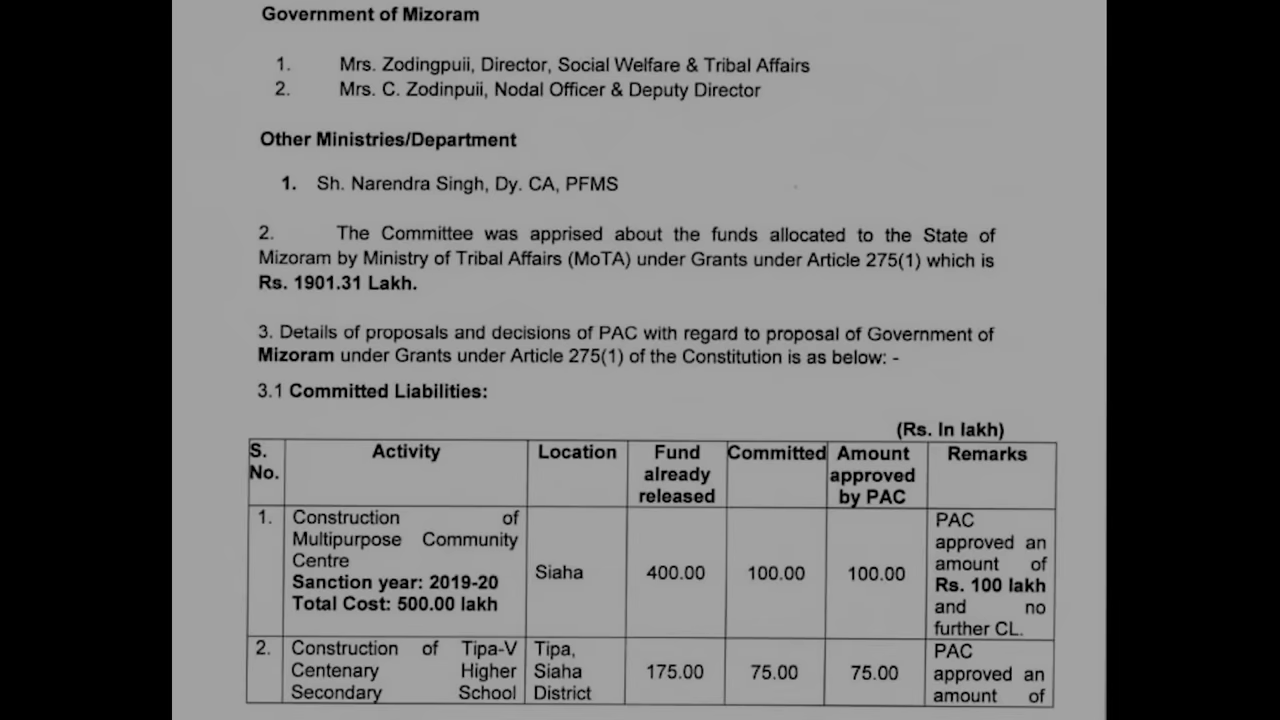 Government of Mizoram
1. Mrs. Zodingpuii, Director, Social Welfare & Tribal Affairs
2. Mrs. C. Zodinpuii, Nodal Officer & Deputy Director
Other Ministries/Department
1. Sh. Narendra Singh, Dy. CA, PFMS
2. The Committee was apprised about the funds allocated to the State of
Mizoram by Ministry of Tribal Affairs (MoTA) under Grants under Article 275(1) which is
Rs. 1901.31 Lakh.
3. Details of proposals and decisions of PAC with regard to proposal of Government of
Mizoram under Grants under Article 275(1) of the Constitution is as below: -
3.1 Committed Liabilities:
(Rs. In lakh)
S.
No.
Activity
Location
Fund
already
released
Committed
Amount
approved
by PAC
Remarks
1.
Construction of
Multipurpose Community
Centre
Sanction year: 2019-20
Total Cost: 500.00 lakh
Siaha
400.00
100.00
100.00
PAC
approved an
amount of
Rs. 100 lakh
and no
further CL.
2.
Construction of Tipa-V
Centenary Higher
Secondary School
Tipa,
Siaha
District
175.00
75.00
75.00
PAC
approved an
amount of